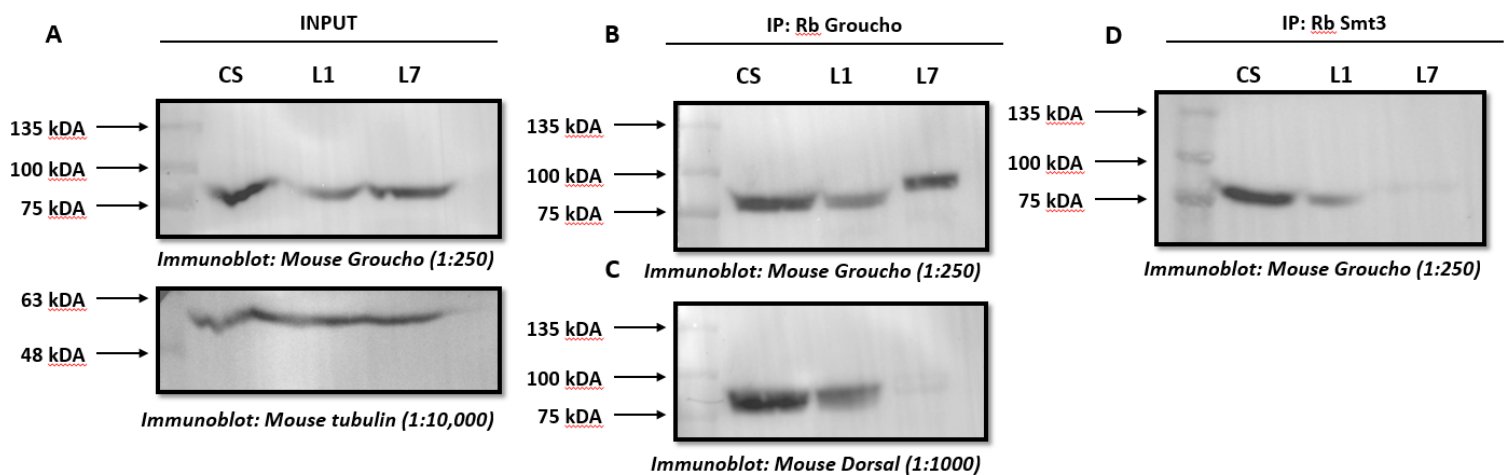 A
INPUT
CS L1 L7
135 kDA
100 kDA
75 kDA
Immunoblot: Mouse Groucho (1:250)
63 kDA
48 kDA
Immunoblot: Mouse tubulin (1:10,000)
B
IP: Rb Groucho
CS L1 L7
135 kDA
100 kDA
75 kDA
Immunoblot: Mouse Groucho (1:250)
C
135 kDA
100 kDA
75 kDA
Immunoblot: Mouse Dorsal (1:1000)
D
IP: Rb Smt3
CS L1 L7
135 kDA
100 kDA
75 kDA
Immunoblot: Mouse Groucho (1:250)